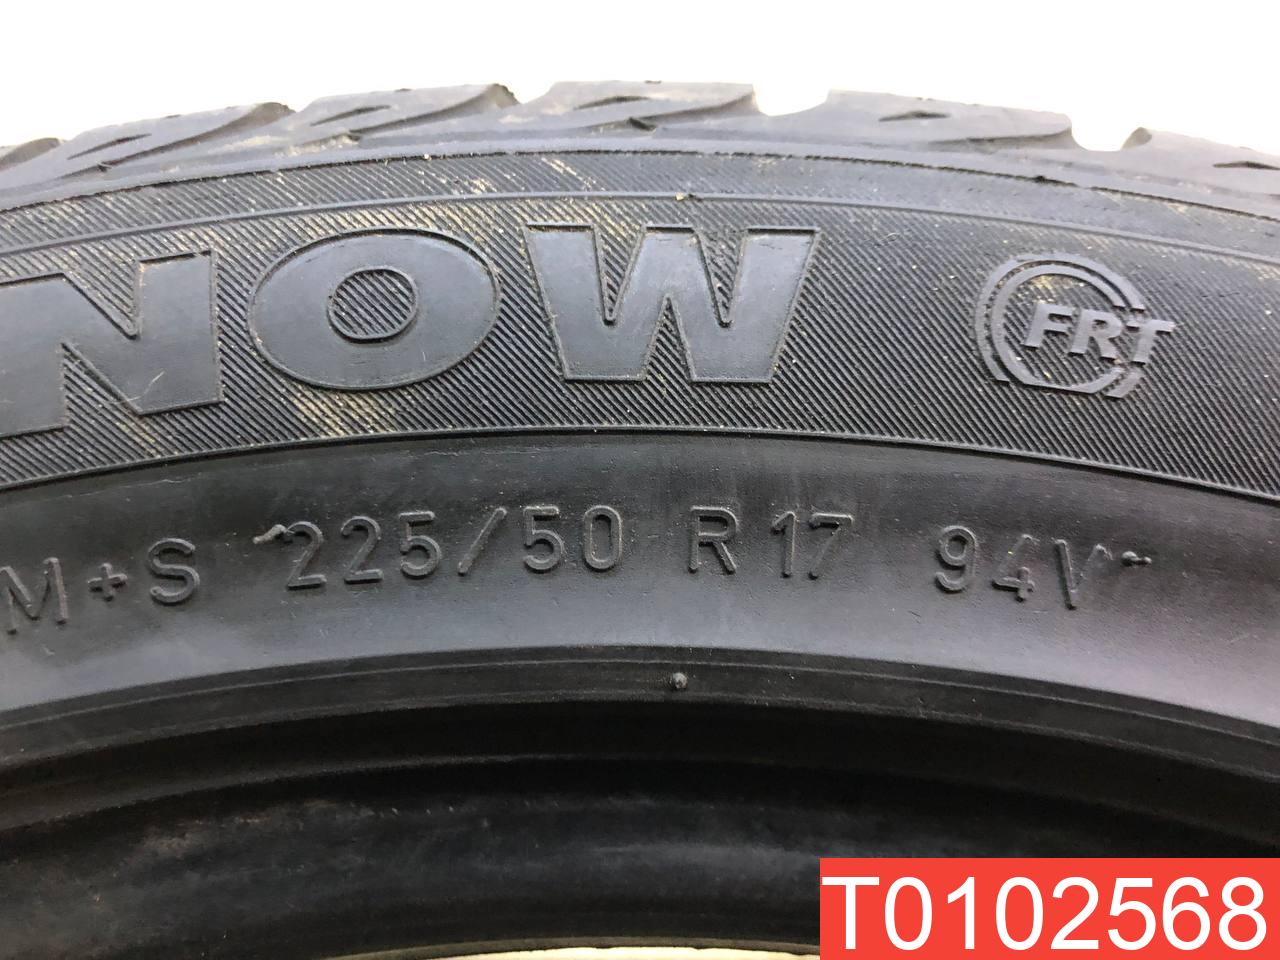 NOW
FRT
M+S 225/50 R17 94V
T0102568